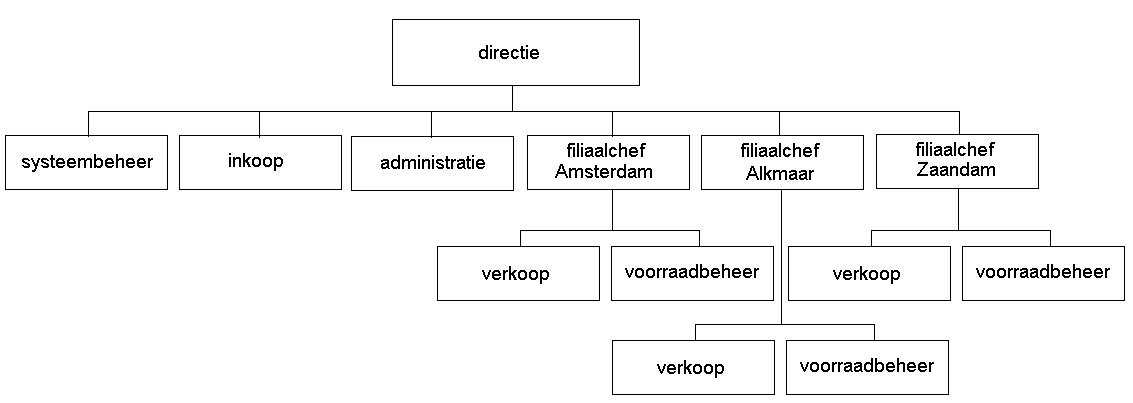 directie
systeembeheer
inkoop
administratie
filiaalchef
Amsterdam
filiaalchef
Alkmaar
filiaalchef
Zaandam
verkoop
voorraadbeheer
verkoop
voorraadbeheer
verkoop
voorraadbeheer